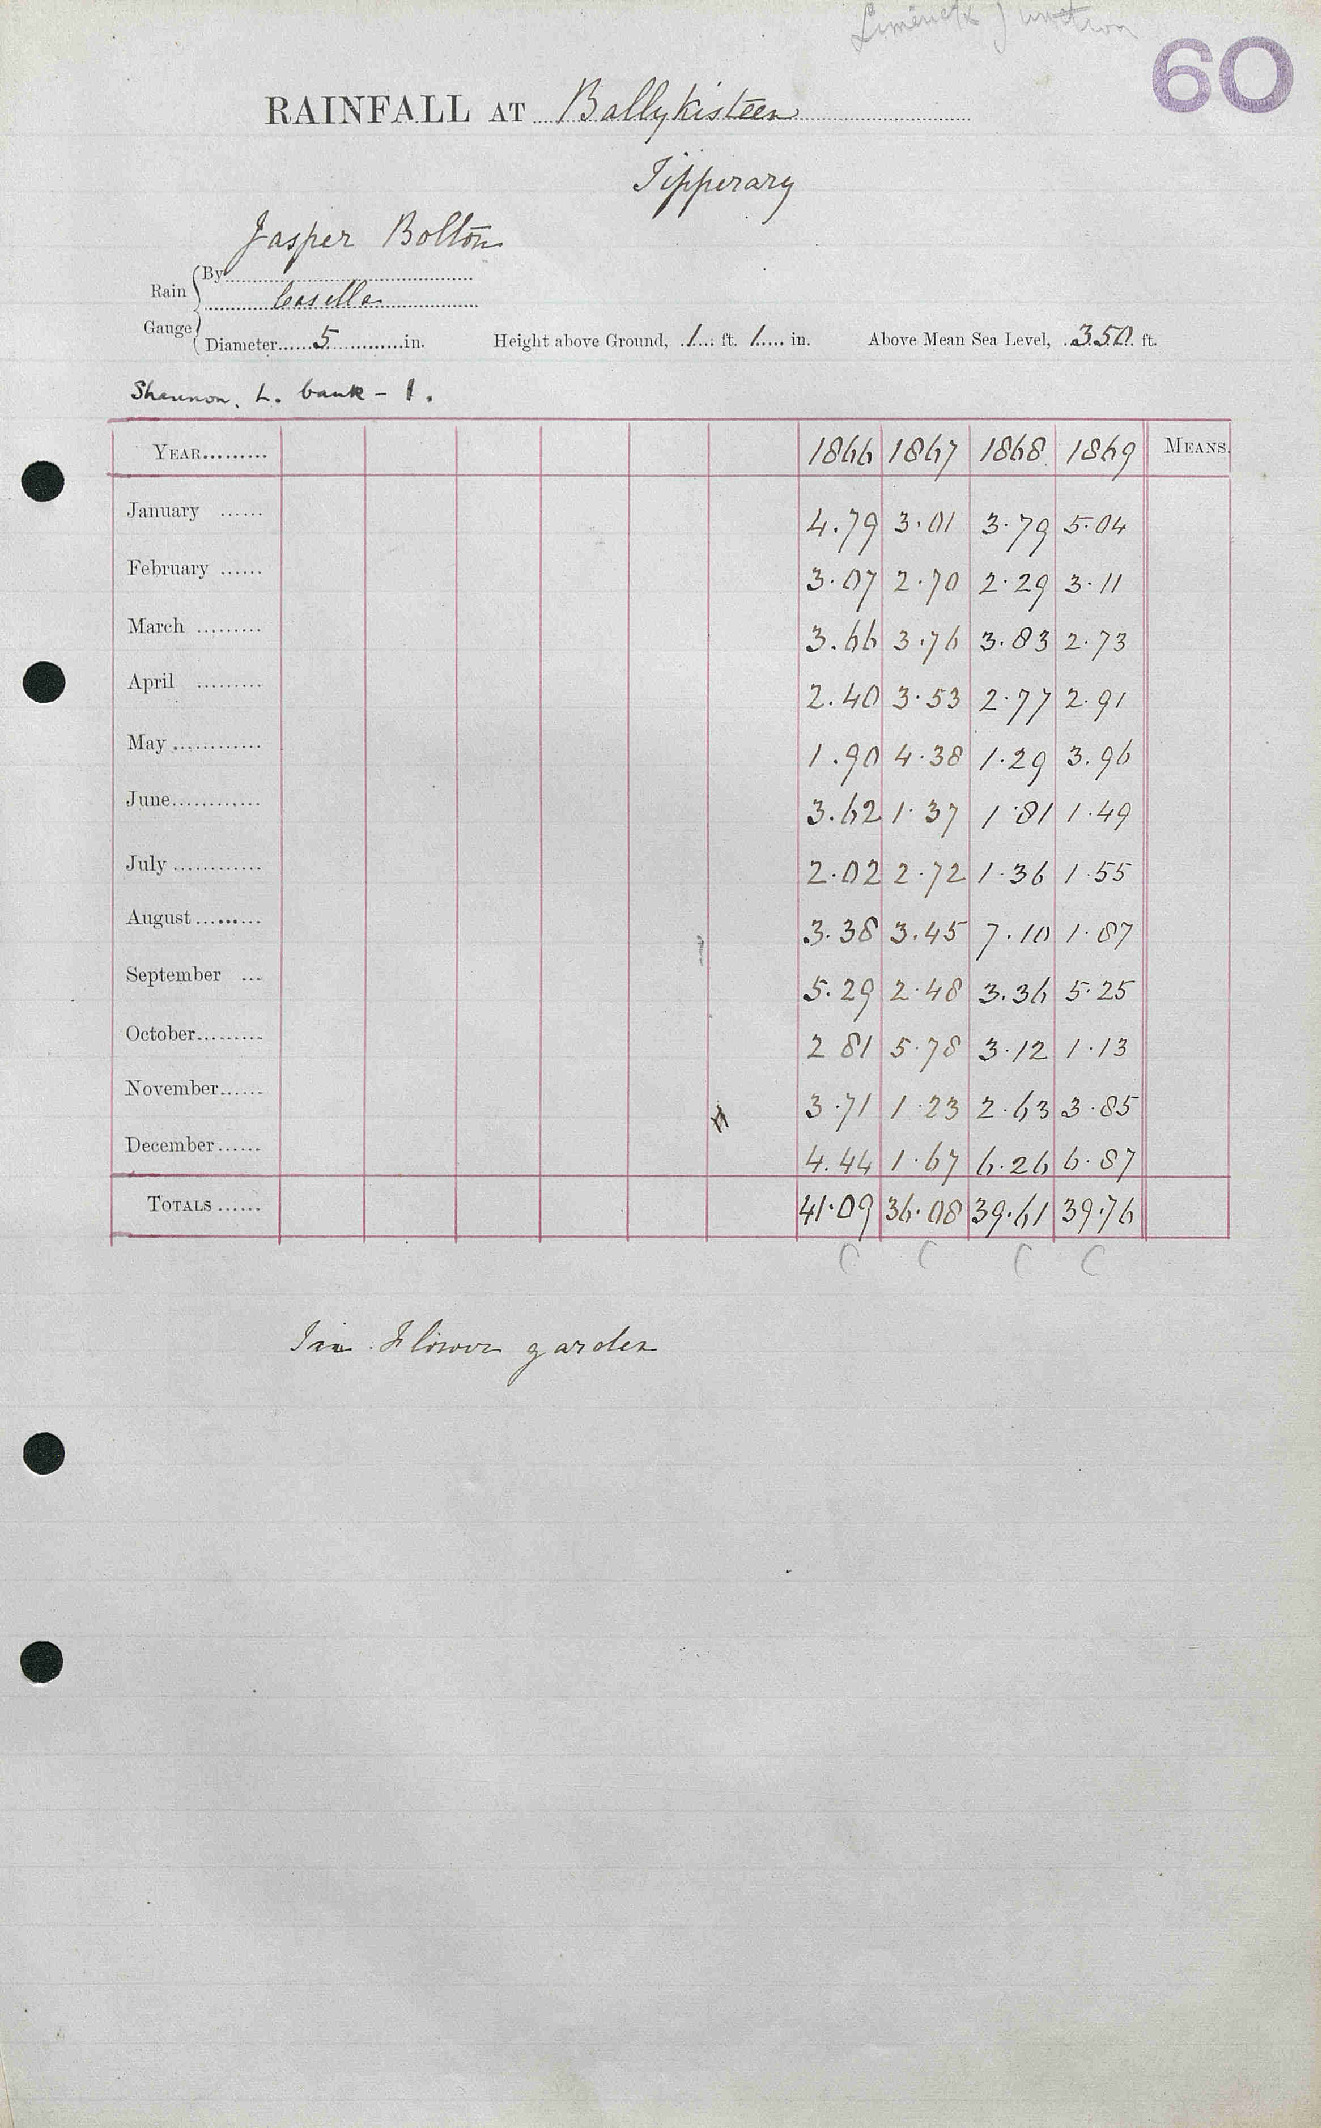 Limerick Junction
60
RAINFALL AT Ballykisteen
Tipperary
Jasper Bolton
Rain Gauge { By
Casella
Diameter......5............in. Height above Ground, 1 ft. 1 in. Above Mean Sea Level, 350 ft.
Shannon. L. bank - 1.
YEAR......... 1866 1867 1868 1869 MEANS.
January ...... 4.79 3.01 3.79 5.04
February ...... 3.07 2.70 2.29 3.11
March ......... 3.66 3.76 3.83 2.73
April ......... 2.40 3.53 2.77 2.91
May ............ 1.90 4.38 1.29 3.96
June............ 3.62 1.37 1.81 1.49
July ............ 2.02 2.72 1.36 1.55
August......... 3.38 3.45 7.10 1.87
September ... 5.29 2.48 3.36 5.25
October......... 2 81 5.78 3.12 1.13
November...... 3.71 1.23 2.63 3.85
December...... 4.44 1.67 6.26 6.87
TOTALS ...... 41.09 36.08 39.61 39.76
C C C C
In Flower garden